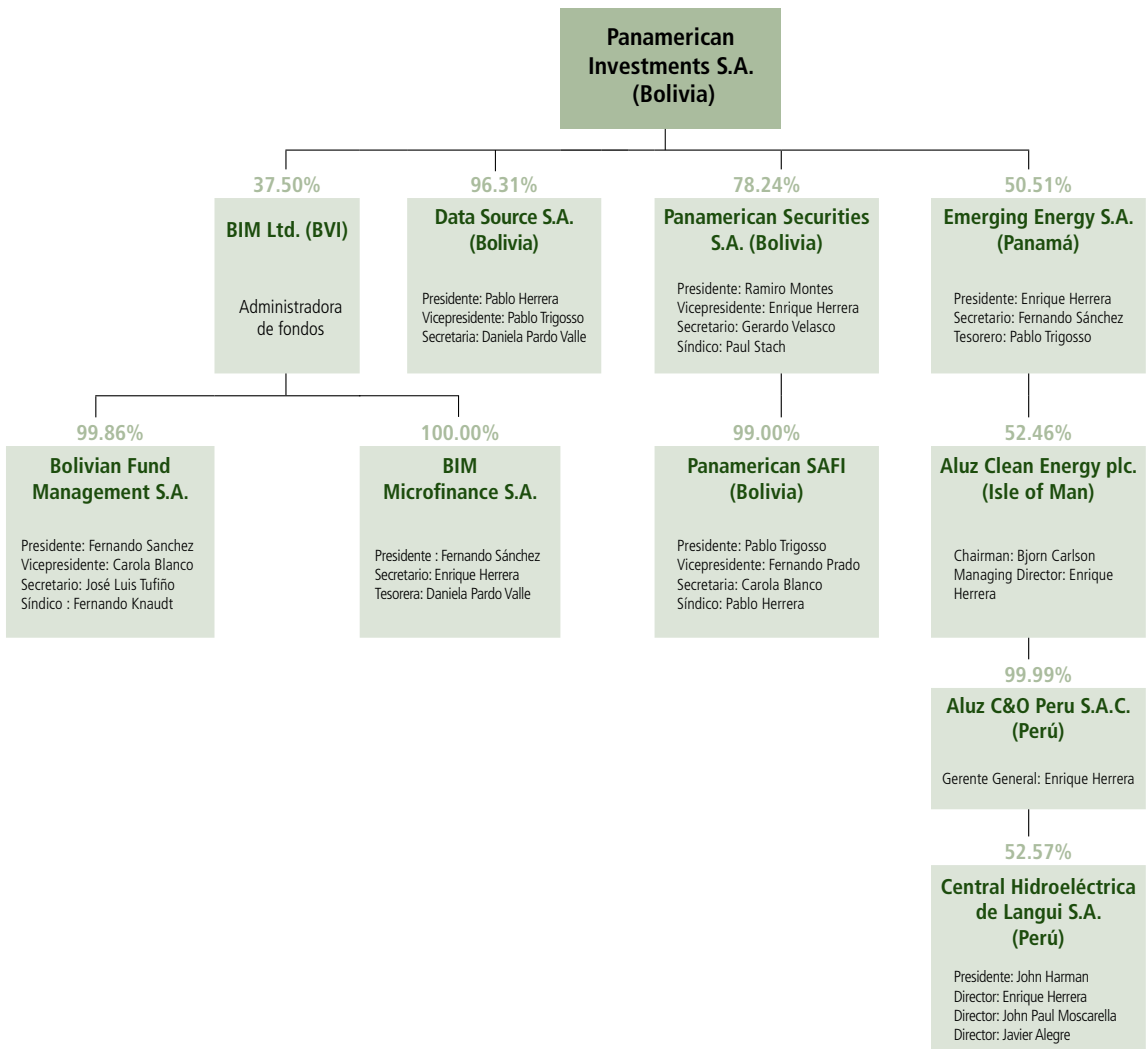 Panamerican
Investments S.A.
(Bolivia)
37.50%
BIM Ltd. (BVI)
Administradora
de fondos
96.31%
Data Source S.A.
(Bolivia)
Presidente: Pablo Herrera
Vicepresidente: Pablo Trigosso
Secretaria: Daniela Pardo Valle
78.24%
Panamerican Securities
S.A. (Bolivia)
Presidente: Ramiro Montes
Vicepresidente: Enrique Herrera
Secretario: Gerardo Velasco
Síndico: Paul Stach
50.51%
Emerging Energy S.A.
(Panamá)
Presidente: Enrique Herrera
Secretario: Fernando Sánchez
Tesorero: Pablo Trigosso
99.86%
Bolivian Fund
Management S.A.
Presidente: Fernando Sanchez
Vicepresidente: Carola Blanco
Secretario: José Luis Tufiño
Síndico : Fernando Knaudt
100.00%
BIM
Microfinance S.A.
Presidente : Fernando Sánchez
Secretario: Enrique Herrera
Tesorera: Daniela Pardo Valle
99.00%
Panamerican SAFI
(Bolivia)
Presidente: Pablo Trigosso
Vicepresidente: Fernando Prado
Secretaria: Carola Blanco
Síndico: Pablo Herrera
52.46%
Aluz Clean Energy plc.
(Isle of Man)
Chairman: Bjorn Carlson
Managing Director: Enrique
Herrera
99.99%
Aluz C&O Peru S.A.C.
(Perú)
Gerente General: Enrique Herrera
52.57%
Central Hidroeléctrica
de Langui S.A.
(Perú)
Presidente: John Harman
Director: Enrique Herrera
Director: John Paul Moscarella
Director: Javier Alegre